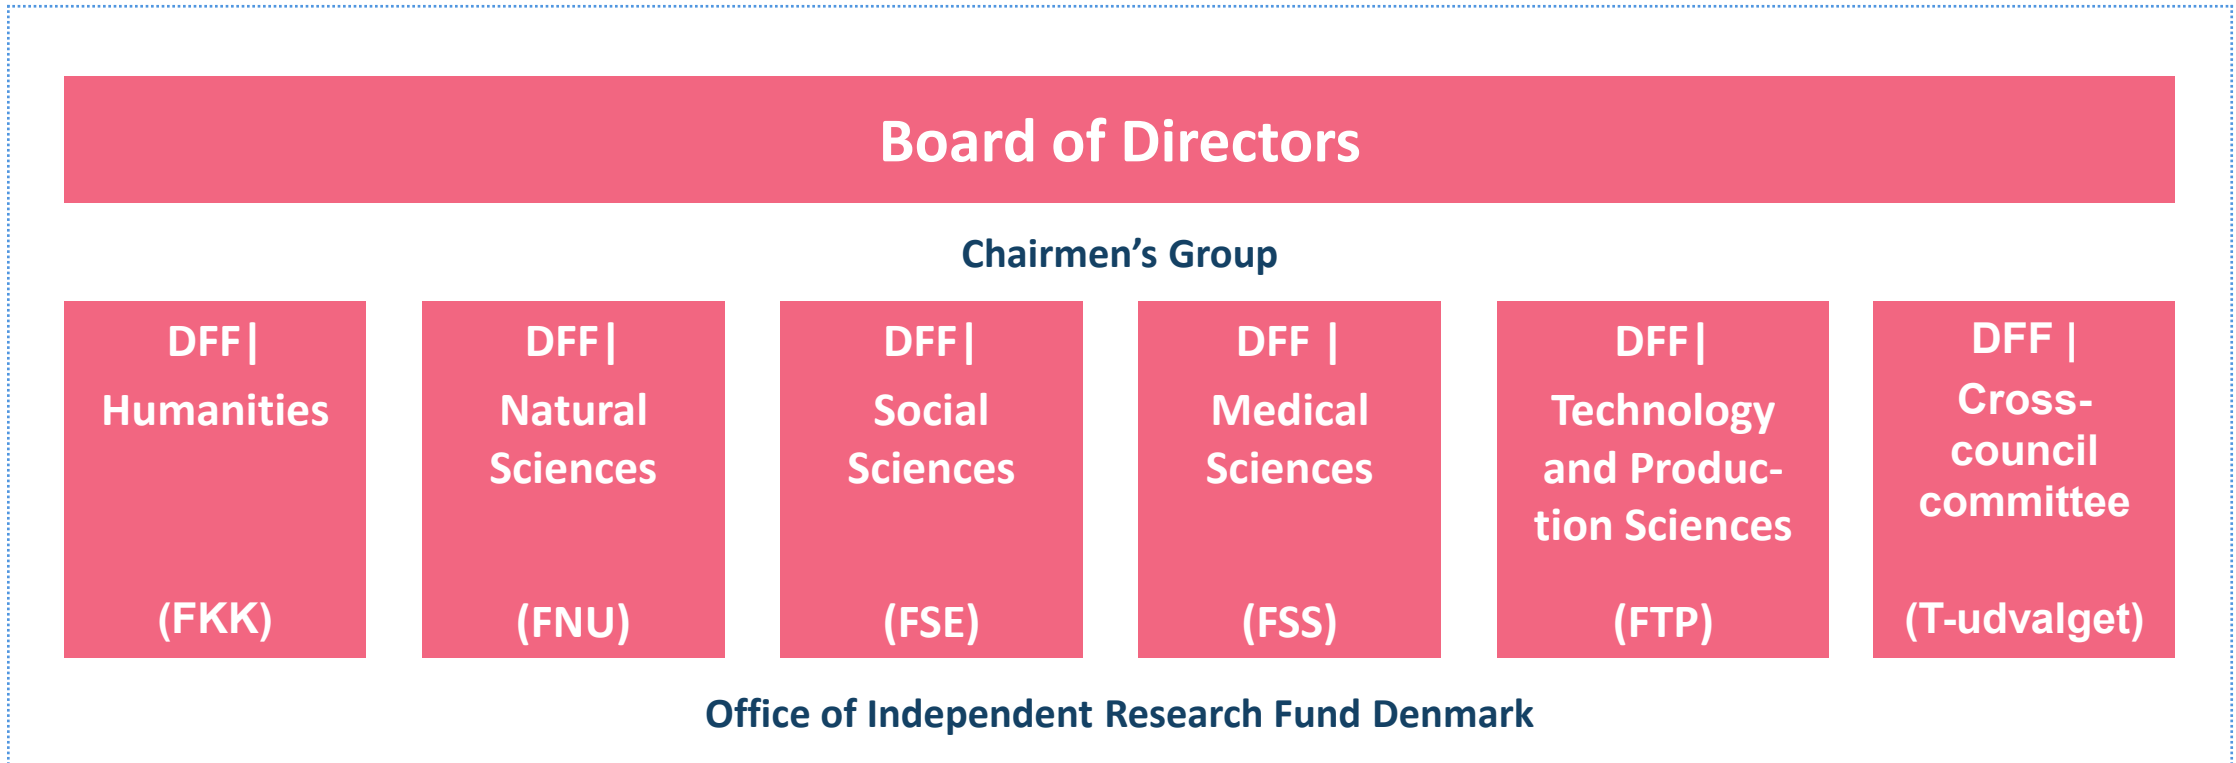 Board of Directors
Chairmen’s Group
DFF|
Humanities
(FKK)
DFF|
Natural
Sciences
(FNU)
DFF|
Social
Sciences
(FSE)
DFF |
Medical
Sciences
(FSS)
DFF|
Technology
and Produc-
tion Sciences
(FTP)
DFF |
Cross-
council
committee
(T-udvalget)
Office of Independent Research Fund Denmark